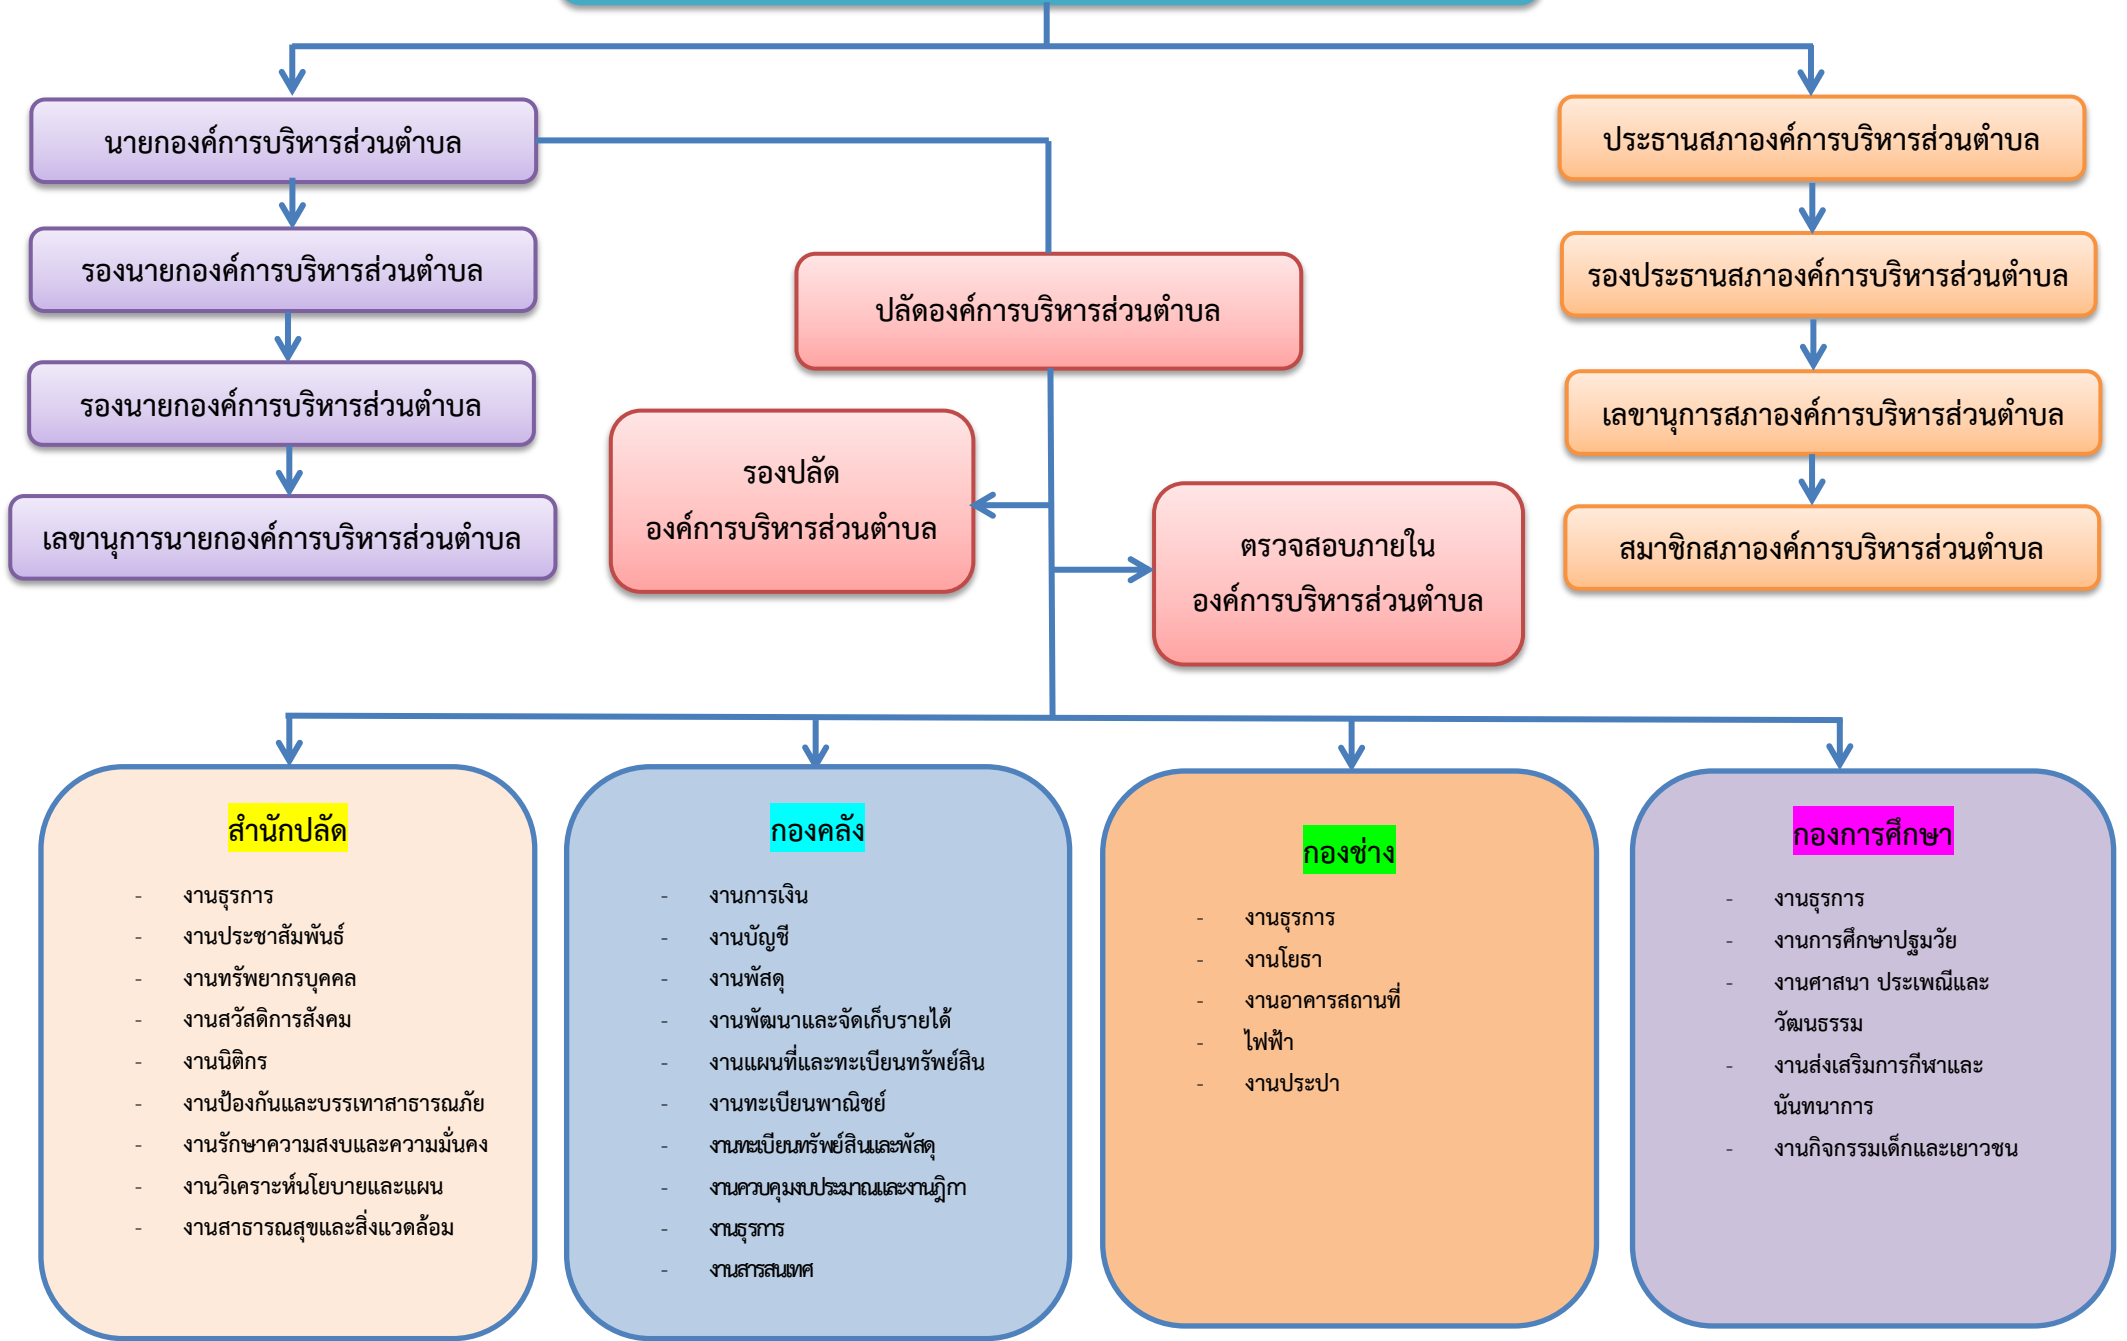 นายกองค์การบริหารส่วนตำบล
รองนายกองค์การบริหารส่วนตำบล
รองนายกองค์การบริหารส่วนตำบล
เลขานุการนายกองค์การบริหารส่วนตำบล
ปลัดองค์การบริหารส่วนตำบล
รองปลัด
องค์การบริหารส่วนตำบล
ตรวจสอบภายใน
องค์การบริหารส่วนตำบล
ประธานสภาองค์การบริหารส่วนตำบล
รองประธานสภาองค์การบริหารส่วนตำบล
เลขานุการสภาองค์การบริหารส่วนตำบล
สมาชิกสภาองค์การบริหารส่วนตำบล
สำนักปลัด
- งานธุรการ
- งานประชาสัมพันธ์
- งานทรัพยากรบุคคล
- งานสวัสดิการสังคม
- งานนิติกร
- งานป้องกันและบรรเทาสาธารณภัย
- งานรักษาความสงบและความมั่นคง
- งานวิเคราะห์นโยบายและแผน
- งานสาธารณสุขและสิ่งแวดล้อม
กองคลัง
- งานการเงิน
- งานบัญชี
- งานพัสดุ
- งานพัฒนาและจัดเก็บรายได้
- งานแผนที่และทะเบียนทรัพย์สิน
- งานทะเบียนพาณิชย์
- งานทะเบียนทรัพย์สินและพัสดุ
- งานควบคุมงบประมาณและงานฎิกา
- งานธุรการ
- งานสารสนเทศ
กองช่าง
- งานธุรการ
- งานโยธา
- งานอาคารสถานที่
- ไฟฟ้า
- งานประปา
กองการศึกษา
- งานธุรการ
- งานการศึกษาปฐมวัย
- งานศาสนา ประเพณีและ
วัฒนธรรม
- งานส่งเสริมการกีฬาและ
นันทนาการ
- งานกิจกรรมเด็กและเยาวชน